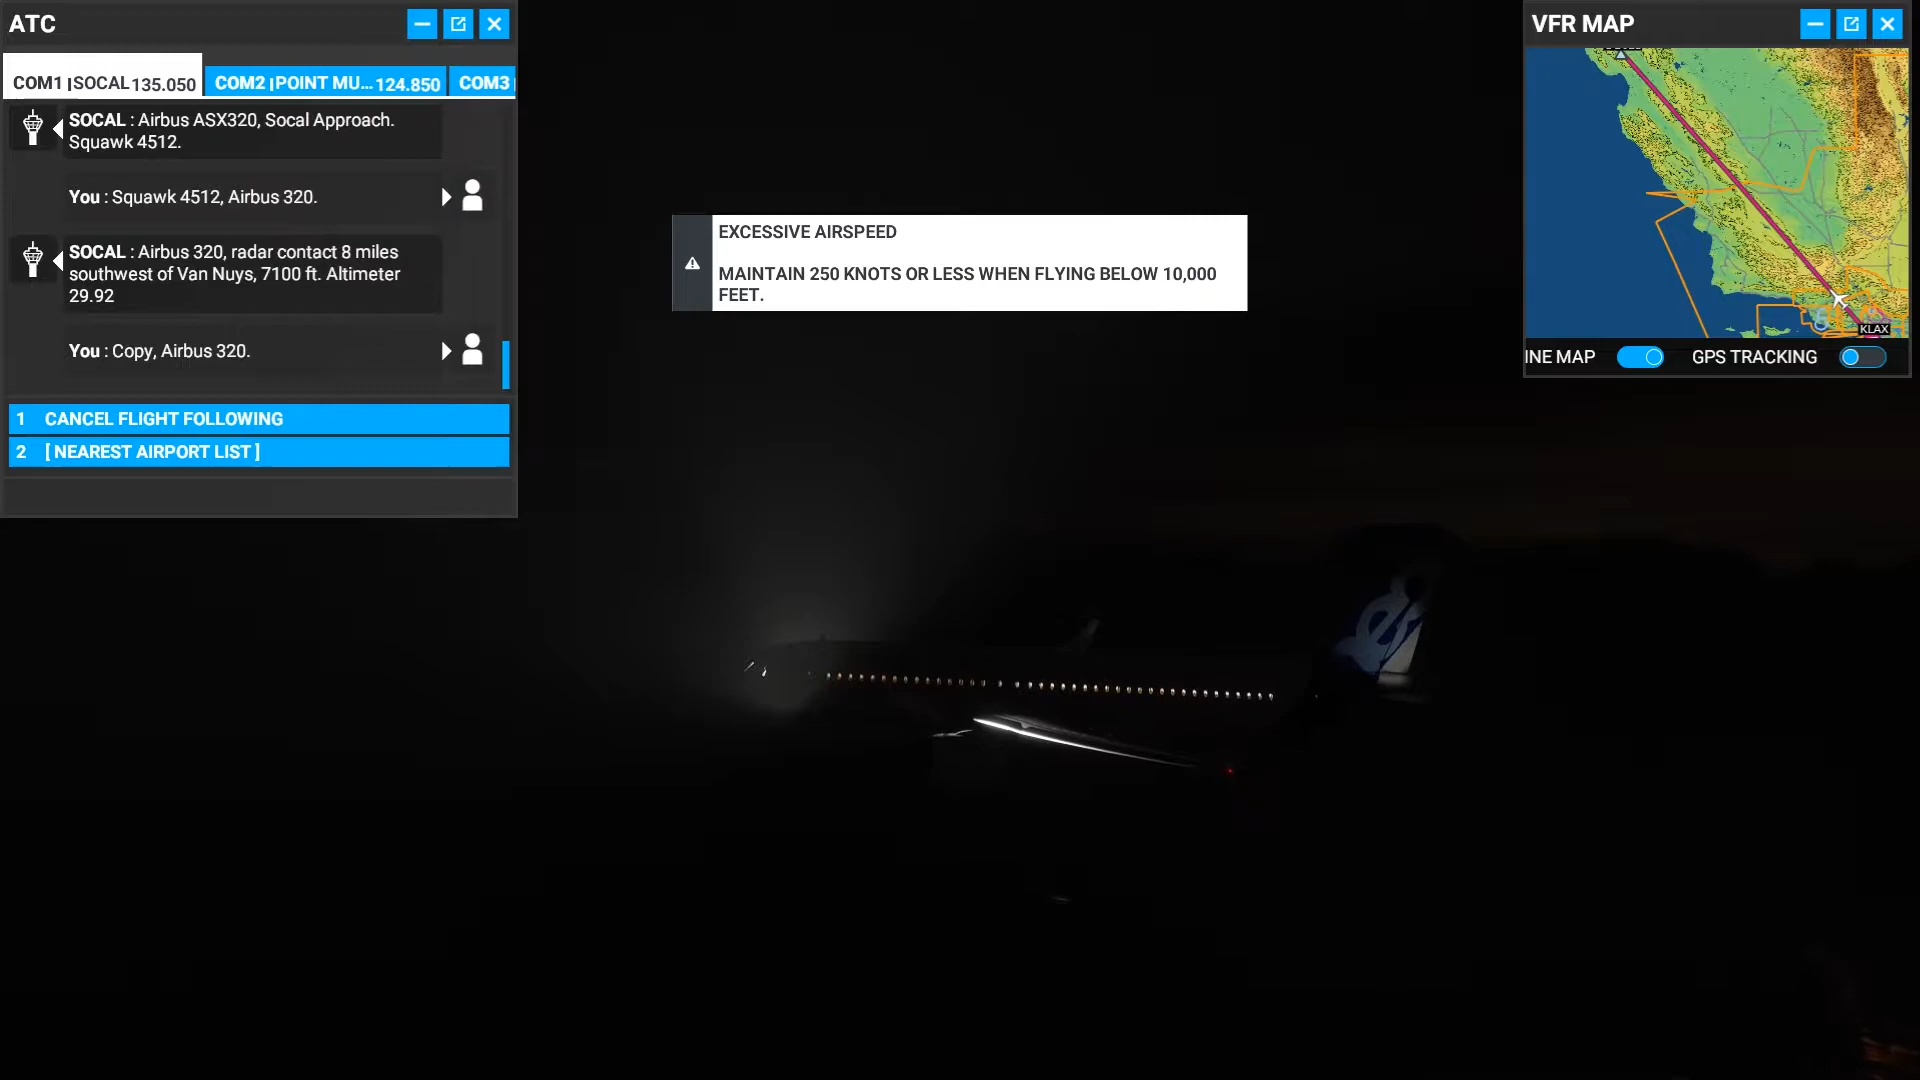 ATC
COM1 |SOCAL 135.050
COM2 |POINT MU... 124.850
COM3
SOCAL : Airbus ASX320, Socal Approach.
Squawk 4512.
You : Squawk 4512, Airbus 320.
SOCAL : Airbus 320, radar contact 8 miles
southwest of Van Nuys, 7100 ft. Altimeter
29.92
You : Copy, Airbus 320.
1 CANCEL FLIGHT FOLLOWING
2 [ NEAREST AIRPORT LIST ]
EXCESSIVE AIRSPEED
MAINTAIN 250 KNOTS OR LESS WHEN FLYING BELOW 10,000
FEET.
VFR MAP
KLAX
INE MAP
GPS TRACKING